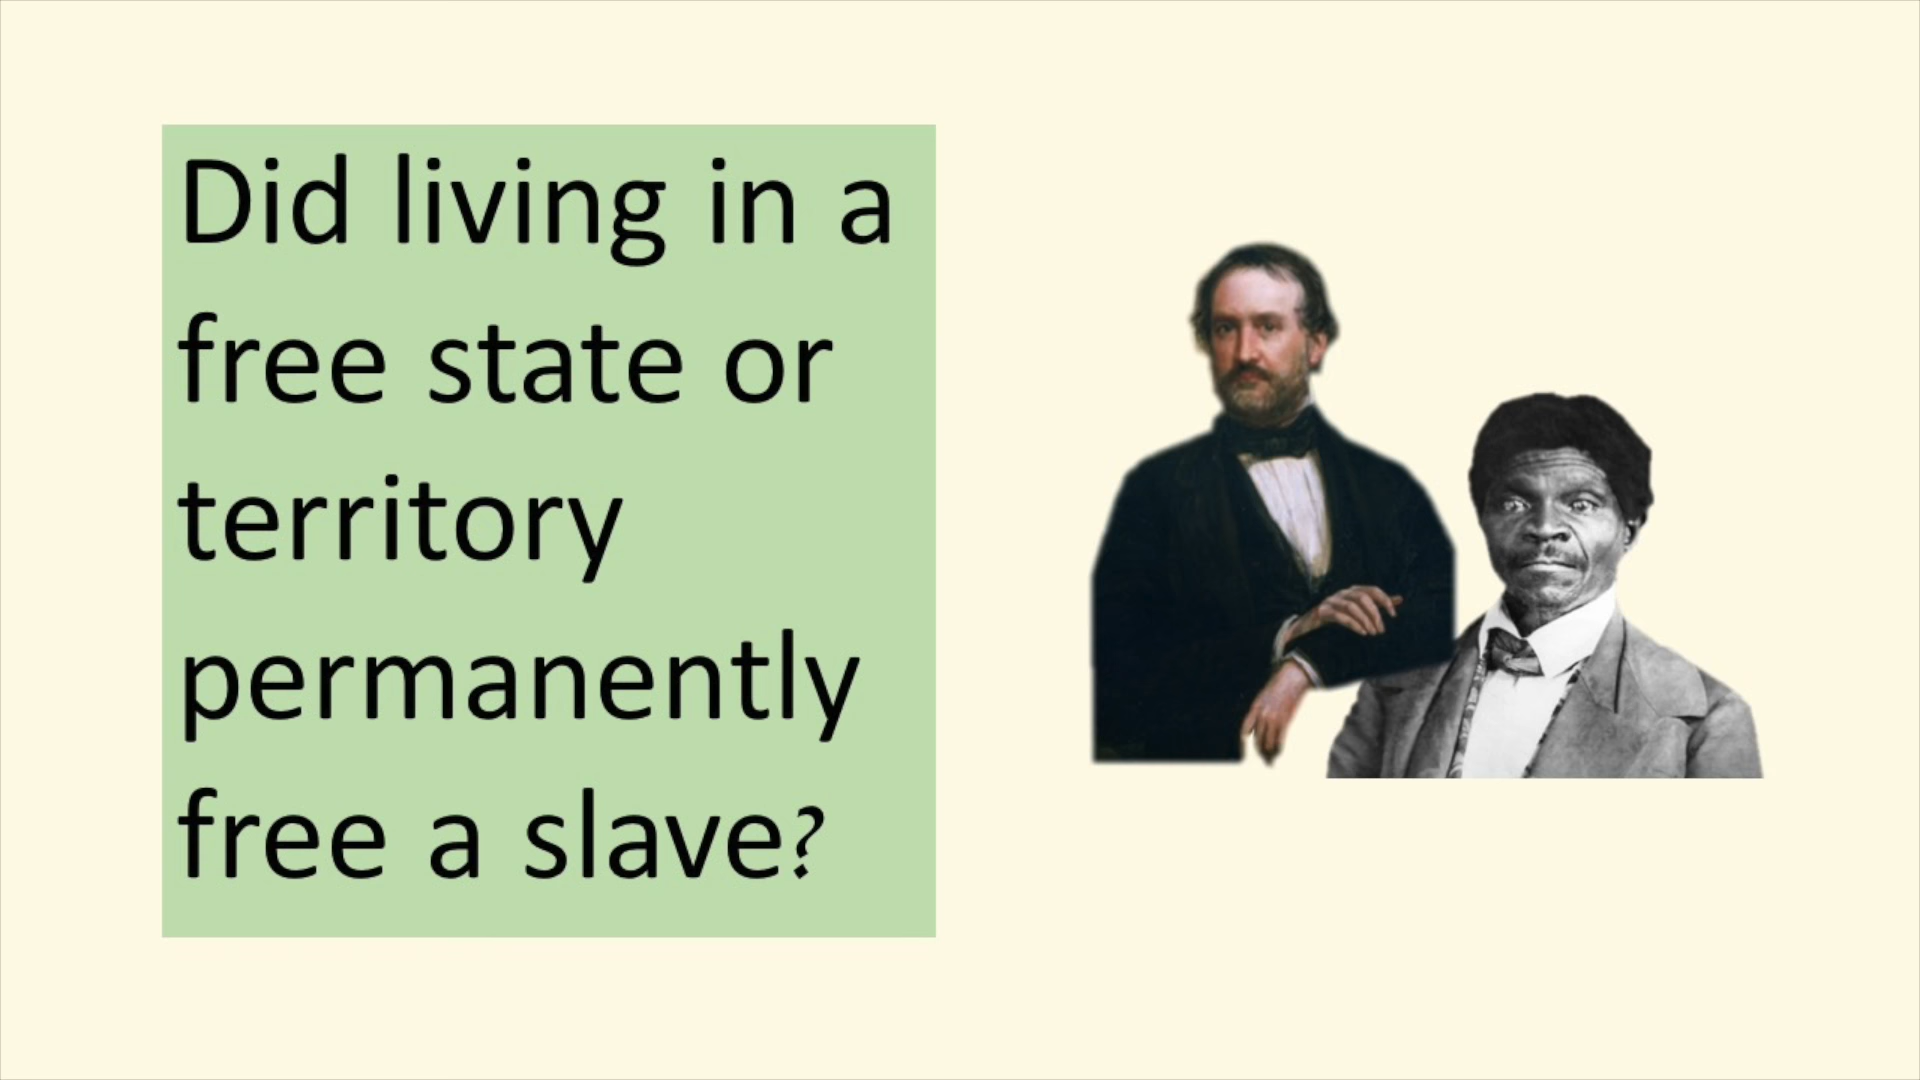 Did living in a
free state or
territory
permanently
free a slave?